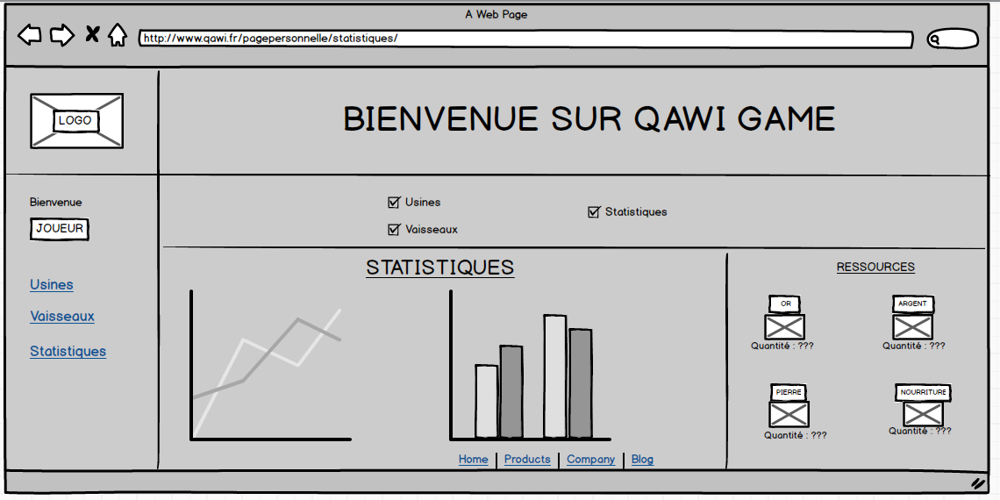 A Web Page
http://www.qawi.fr/pagepersonnelle/statistiques/
LOGO
BIENVENUE SUR QAWI GAME
Bienvenue
JOUEUR
Usines
Vaisseaux
Statistiques
Usines
Vaisseaux
Statistiques
STATISTIQUES
Home Products Company Blog
RESSOURCES
OR
Quantité : ???
ARGENT
Quantité : ???
PIERRE
Quantité : ???
NOURRITURE
Quantité : ???